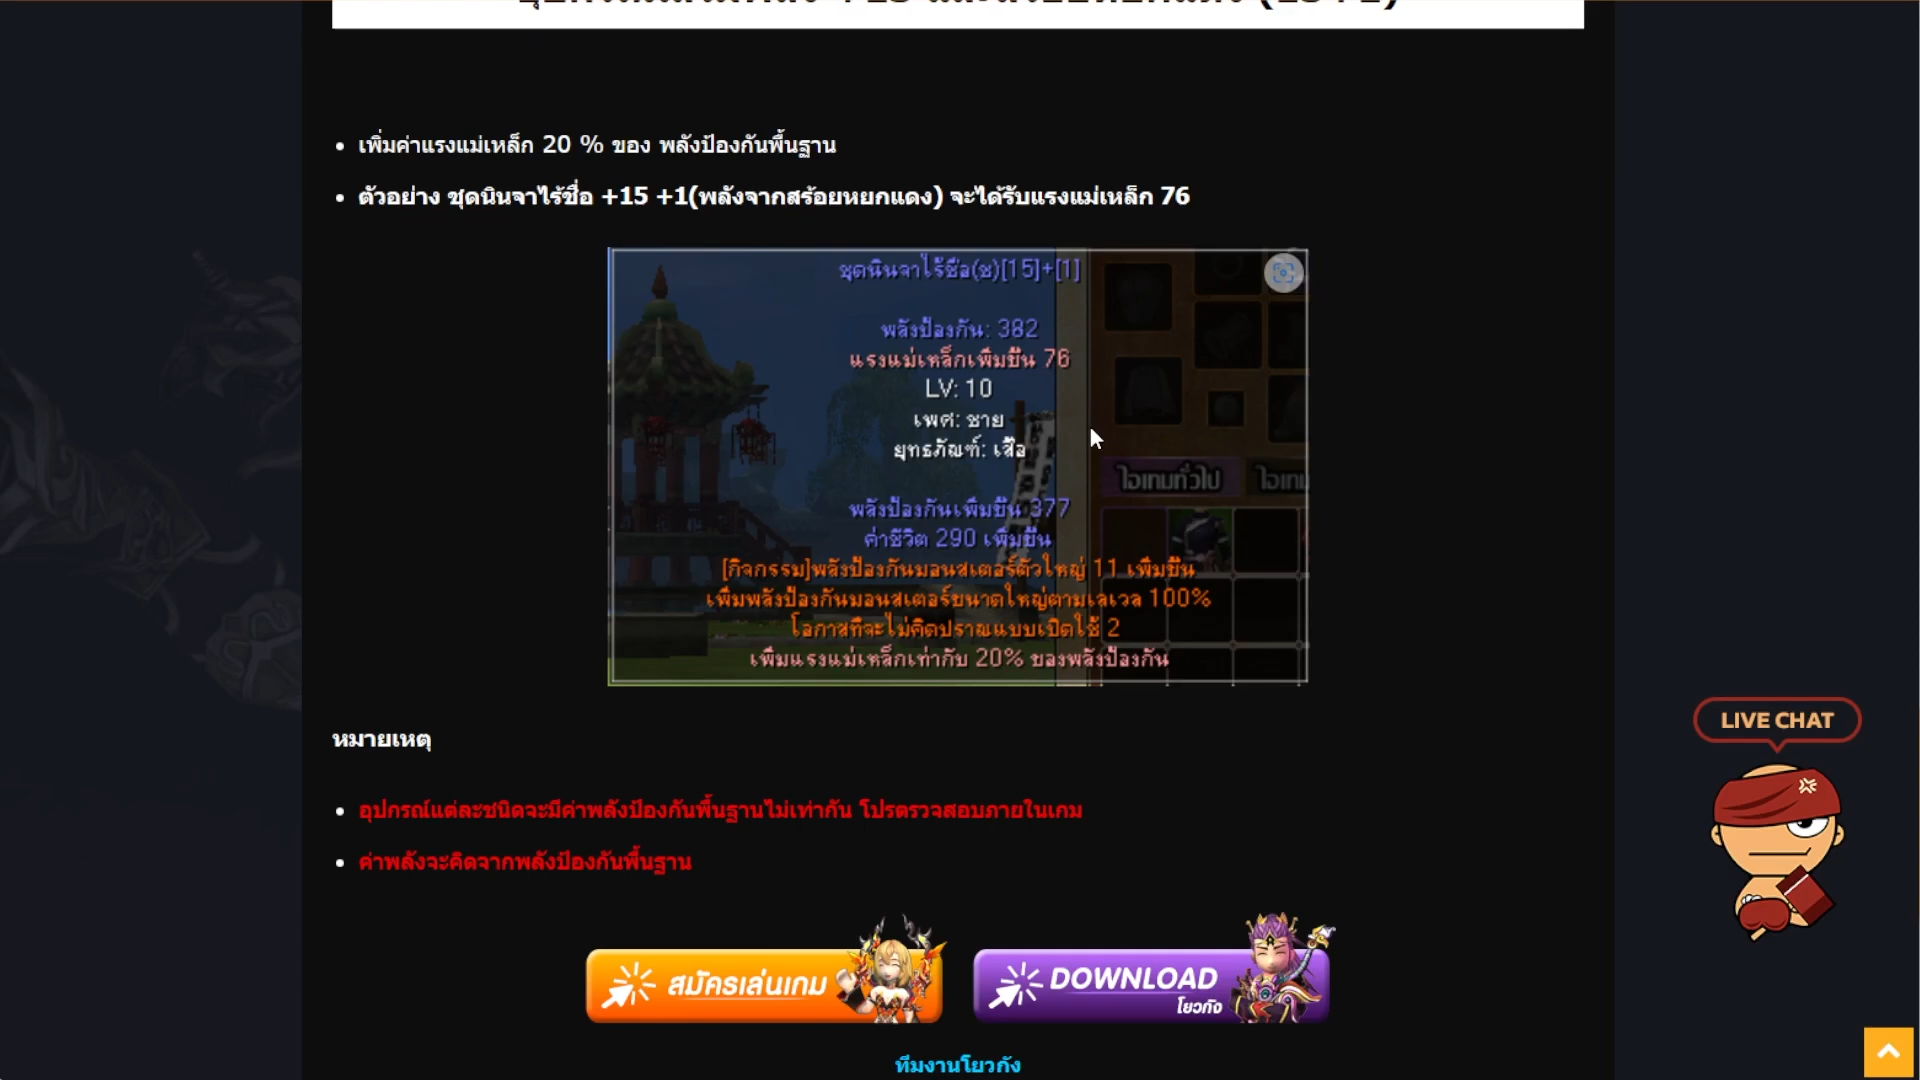 เพิ่มค่าแรงแม่เหล็ก 20 % ของ พลังป้องกันพื้นฐาน
ตัวอย่าง ชุดนินจาไร้ชื่อ +15 +1(พลังจากสร้อยหยกแดง) จะได้รับแรงแม่เหล็ก 76
ชุดนินจาไร้ชื่อ(ช)[15]+[1]
พลังป้องกัน: 382
แรงแม่เหล็กเพิ่มขึ้น 76
LV: 10
เพศ: ชาย
ยุทธภัณฑ์: เสื้อ
ไอเทมทั่วไป
พลังป้องกันเพิ่มขึ้น 377
ค่าชีวิต 290 เพิ่มขึ้น
[กิจกรรม]พลังป้องกันมอนสเตอร์ตัวใหญ่ 11 เพิ่มขึ้น
เพิ่มพลังป้องกันมอนสเตอร์ขนาดใหญ่ตามเลเวล 100%
โอกาสที่จะไม่คิดปราณแบบเปิดใช้ 2
เพิ่มแรงแม่เหล็กเท่ากับ 20% ของพลังป้องกัน
หมายเหตุ
อุปกรณ์แต่ละชนิดจะมีค่าพลังป้องกันพื้นฐานไม่เท่ากัน โปรดตรวจสอบภายในเกม
ค่าพลังจะคิดจากพลังป้องกันพื้นฐาน
LIVE CHAT
สมัครเล่นเกม
DOWNLOAD
โยวกัง
ทีมงานโยวกัง